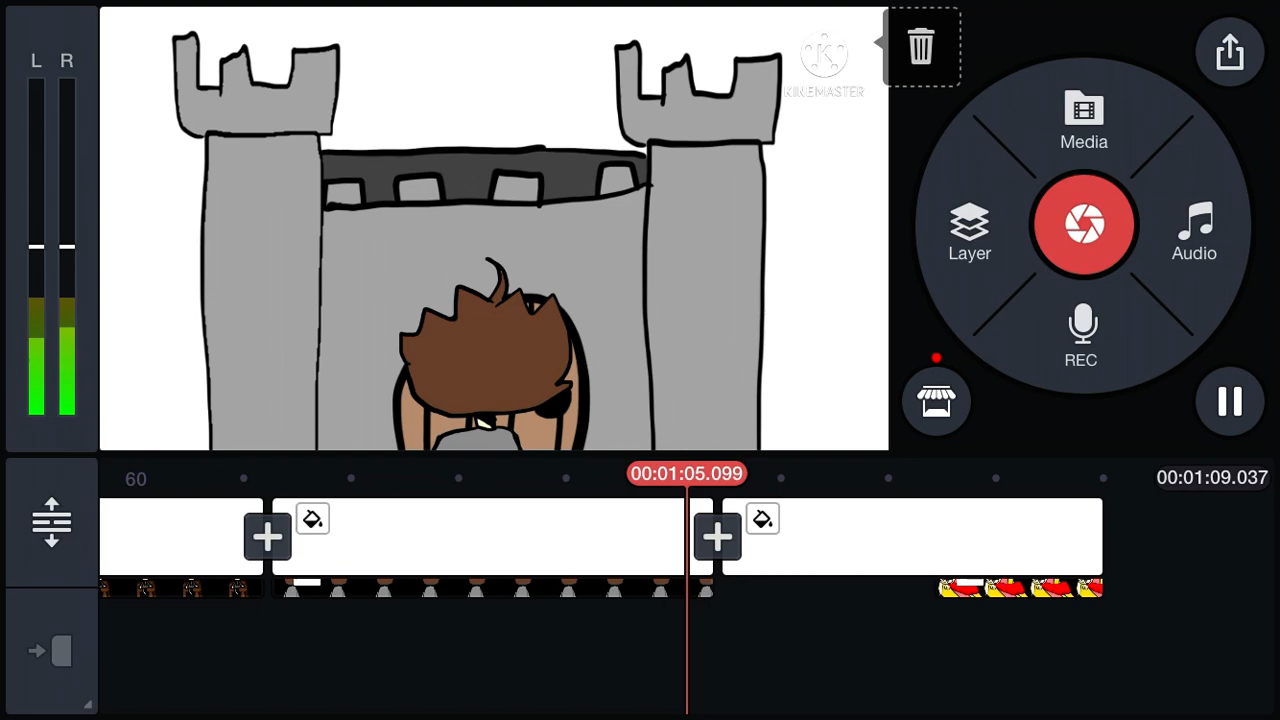 L R
KINEMASTER
Media
Layer
Audio
REC
60
00:01:05.099
00:01:09.037